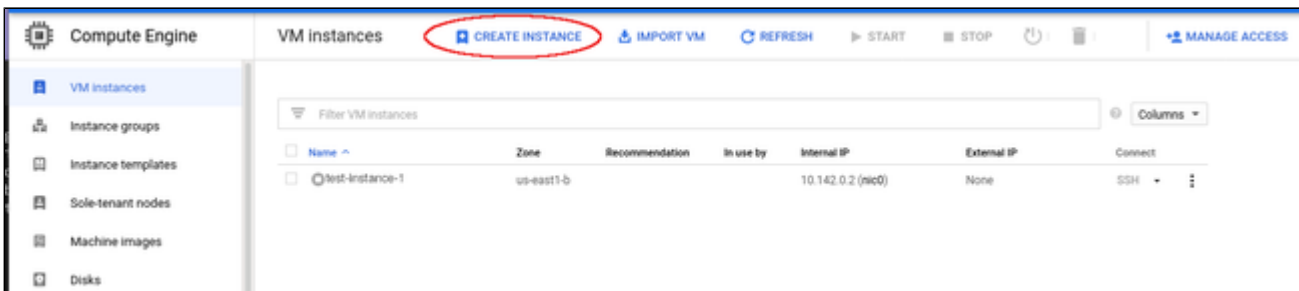 Compute Engine
VM instances
CREATE INSTANCE
IMPORT VM
REFRESH
START
STOP
MANAGE ACCESS
VM instances
Instance groups
Instance templates
Sole-tenant nodes
Machine images
Disks
Filter VM instances
Columns
Name Zone Recommendation In use by Internal IP External IP Connect
test-instance-1 us-east1-b 10.142.0.2 (nic0) None SSH